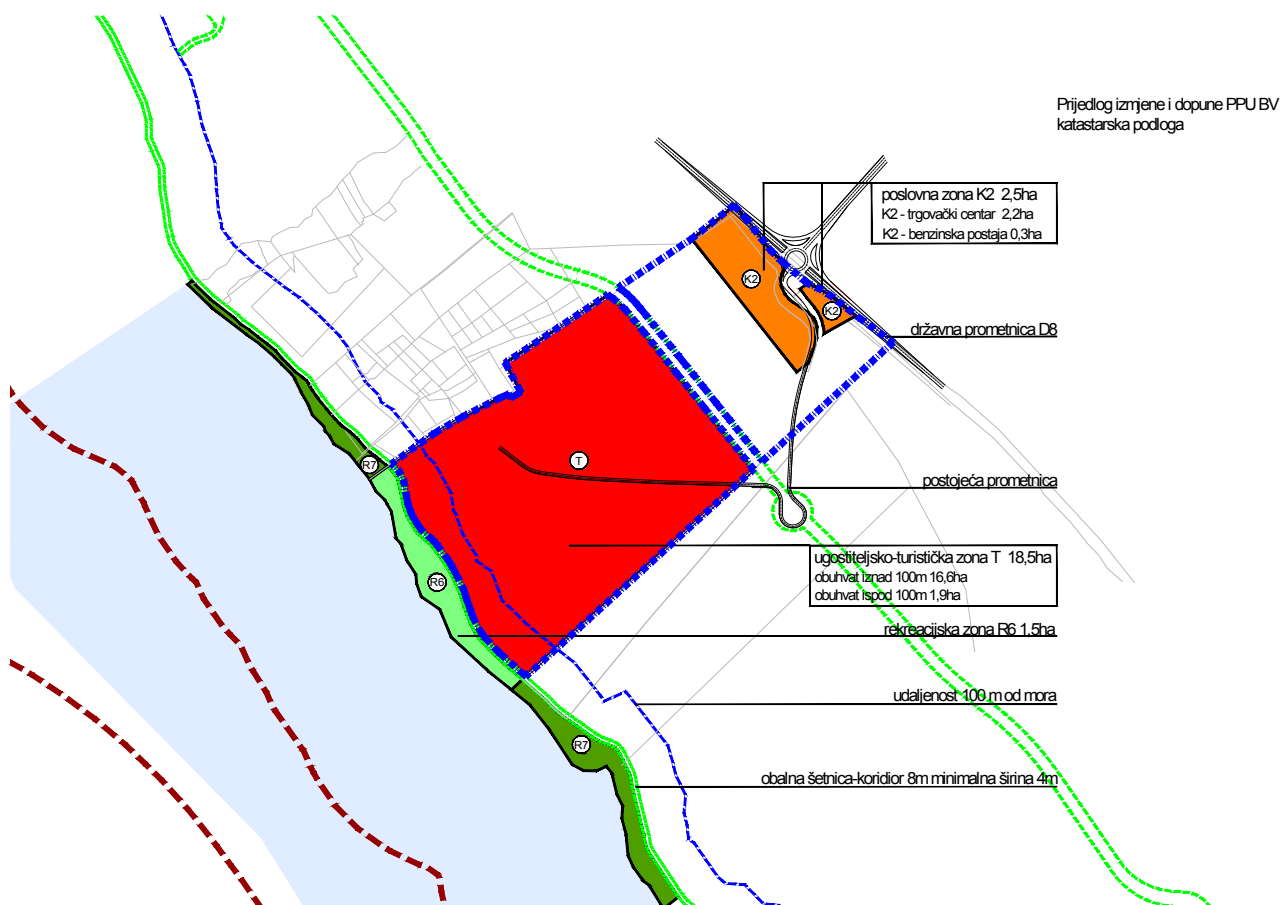 Prijedlog izmjene i dopune PPU BV
katastarska podloga
poslovna zona K2 2,5ha
K2 - trgovački centar 2,2ha
K2 - benzinska postaja 0,3ha
K2
K2
državna prometnica D8
T
R7
postojeća prometnica
ugostiteljsko-turistička zona T 18,5ha
obuhvat iznad 100m 16,6ha
obuhvat ispod 100m 1,9ha
R6
rekreacijska zona R6 1.5ha
udaljenost 100 m od mora
R7
obalna šetnica-koridor 8m minimalna širina 4m